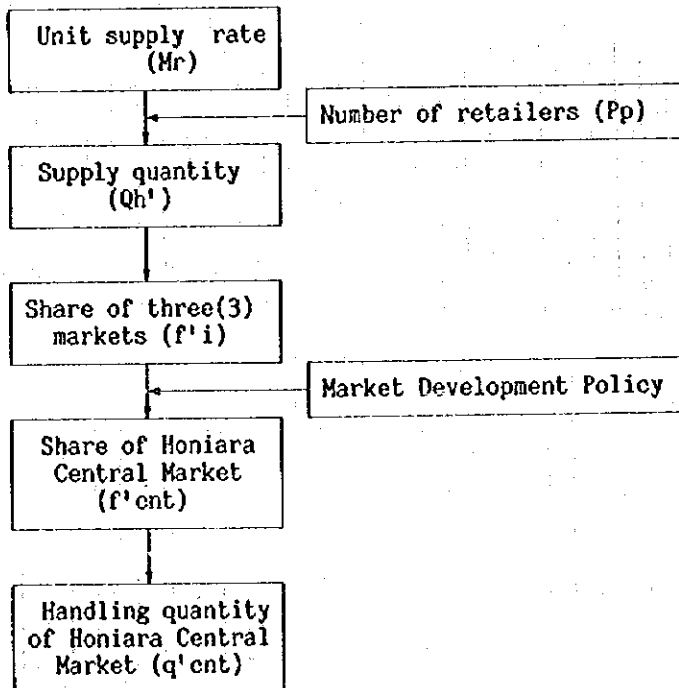 Unit supply rate
(Mr)
Number of retailers (Pp)
Supply quantity
(Qh')
Share of three(3)
markets (f'i)
Market Development Policy
Share of Honiara
Central Market
(f'cnt)
Handling quantity
of Honiara Central
Market (q'cnt)